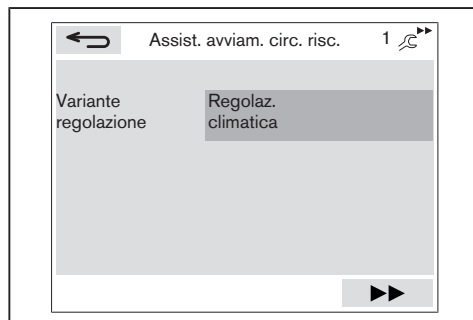 Assist. avviam. circ. risc. 1
Variante regolazione
Regolaz. climatica